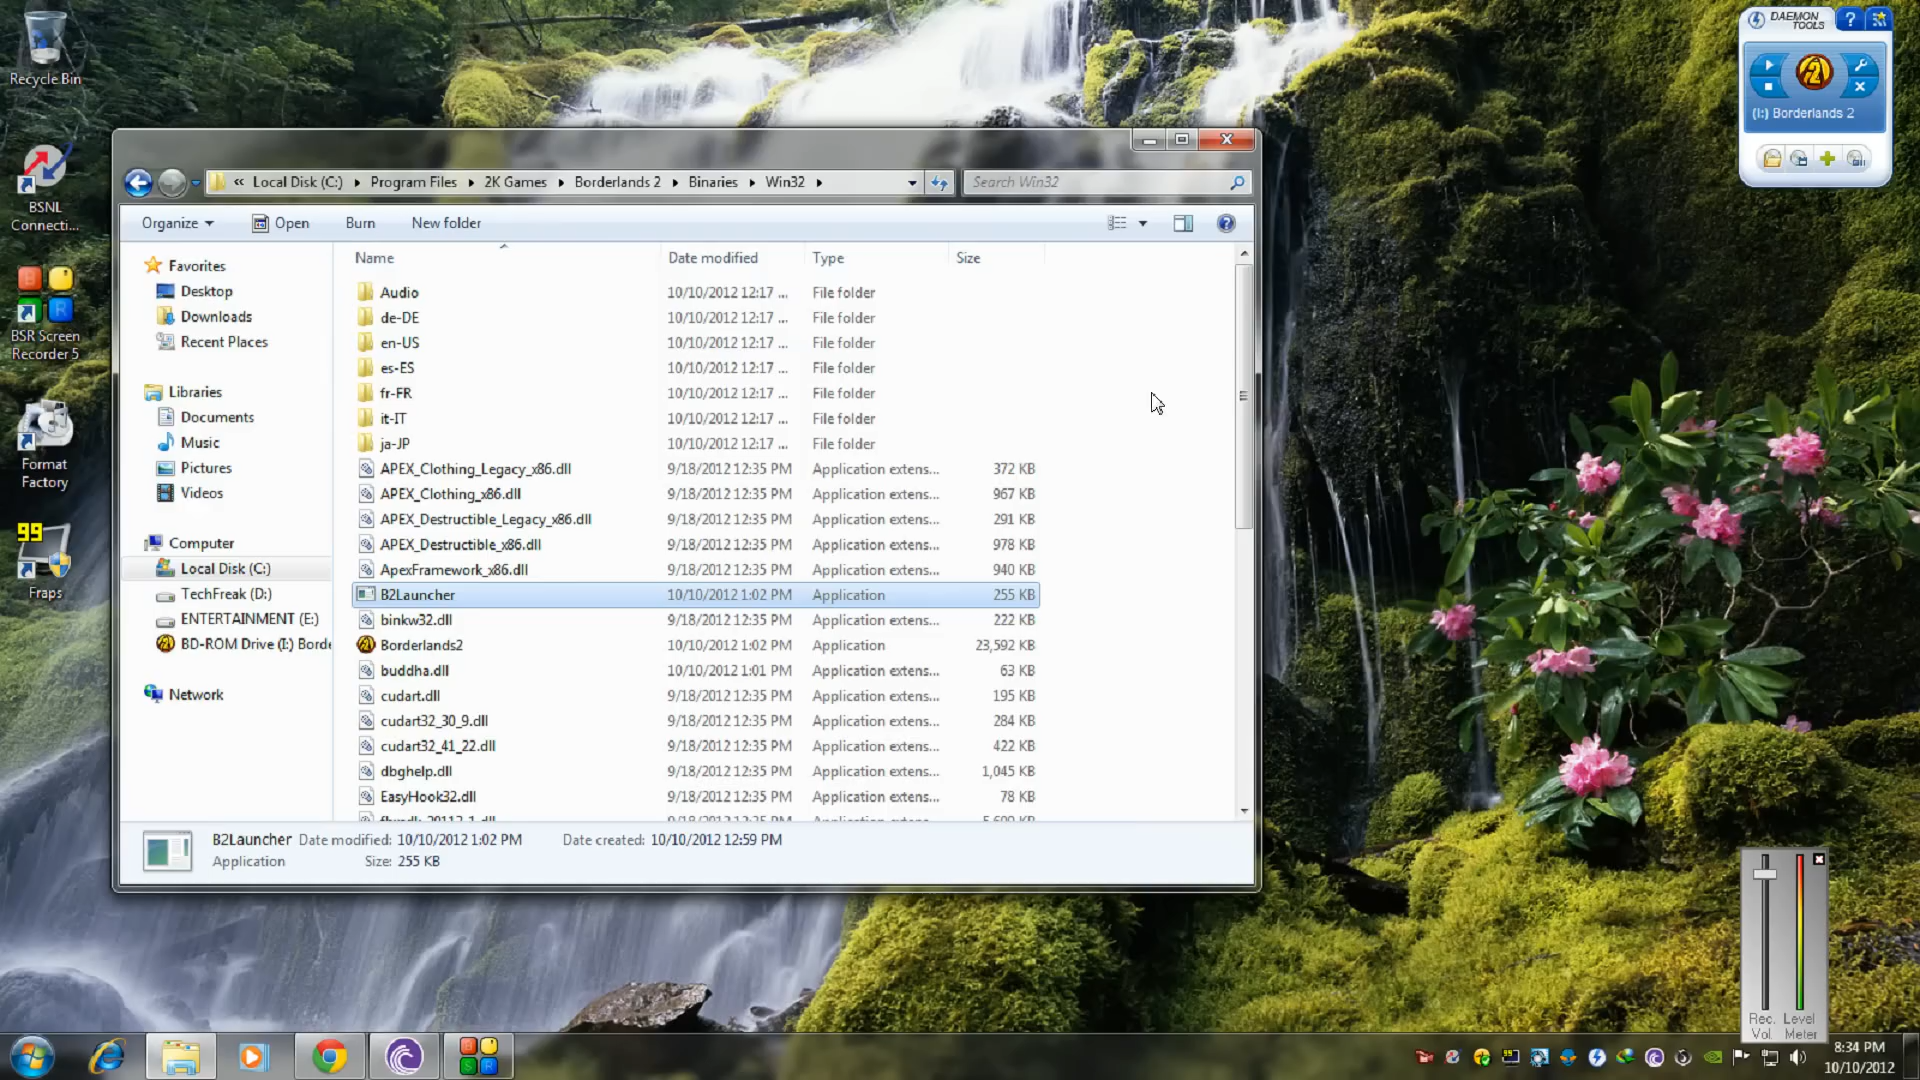 Recycle Bin
BSNL
Connecti...
BSR Screen
Recorder 5
Format
Factory
99
Fraps
DAEMON
TOOLS
(I:) Borderlands 2
« Local Disk (C:) ▸ Program Files ▸ 2K Games ▸ Borderlands 2 ▸ Binaries ▸ Win32 ▸
Search Win32
Organize Open Burn New folder
Favorites
Desktop
Downloads
Recent Places
Libraries
Documents
Music
Pictures
Videos
Computer
Local Disk (C:)
TechFreak (D:)
ENTERTAINMENT (E:)
BD-ROM Drive (I:) Borde
Network
Name Date modified Type Size
Audio 10/10/2012 12:17 ... File folder
de-DE 10/10/2012 12:17 ... File folder
en-US 10/10/2012 12:17 ... File folder
es-ES 10/10/2012 12:17 ... File folder
fr-FR 10/10/2012 12:17 ... File folder
it-IT 10/10/2012 12:17 ... File folder
ja-JP 10/10/2012 12:17 ... File folder
APEX_Clothing_Legacy_x86.dll 9/18/2012 12:35 PM Application extens... 372 KB
APEX_Clothing_x86.dll 9/18/2012 12:35 PM Application extens... 967 KB
APEX_Destructible_Legacy_x86.dll 9/18/2012 12:35 PM Application extens... 291 KB
APEX_Destructible_x86.dll 9/18/2012 12:35 PM Application extens... 978 KB
ApexFramework_x86.dll 9/18/2012 12:35 PM Application extens... 940 KB
B2Launcher 10/10/2012 1:02 PM Application 255 KB
binkw32.dll 9/18/2012 12:35 PM Application extens... 222 KB
Borderlands2 10/10/2012 1:02 PM Application 23,592 KB
buddha.dll 10/10/2012 1:01 PM Application extens... 63 KB
cudart.dll 9/18/2012 12:35 PM Application extens... 195 KB
cudart32_30_9.dll 9/18/2012 12:35 PM Application extens... 284 KB
cudart32_41_22.dll 9/18/2012 12:35 PM Application extens... 422 KB
dbghelp.dll 9/18/2012 12:35 PM Application extens... 1,045 KB
EasyHook32.dll 9/18/2012 12:35 PM Application extens... 78 KB
B2Launcher Date modified: 10/10/2012 1:02 PM Date created: 10/10/2012 12:59 PM
Application Size: 255 KB
Rec. Level
Vol. Meter
8:34 PM
10/10/2012